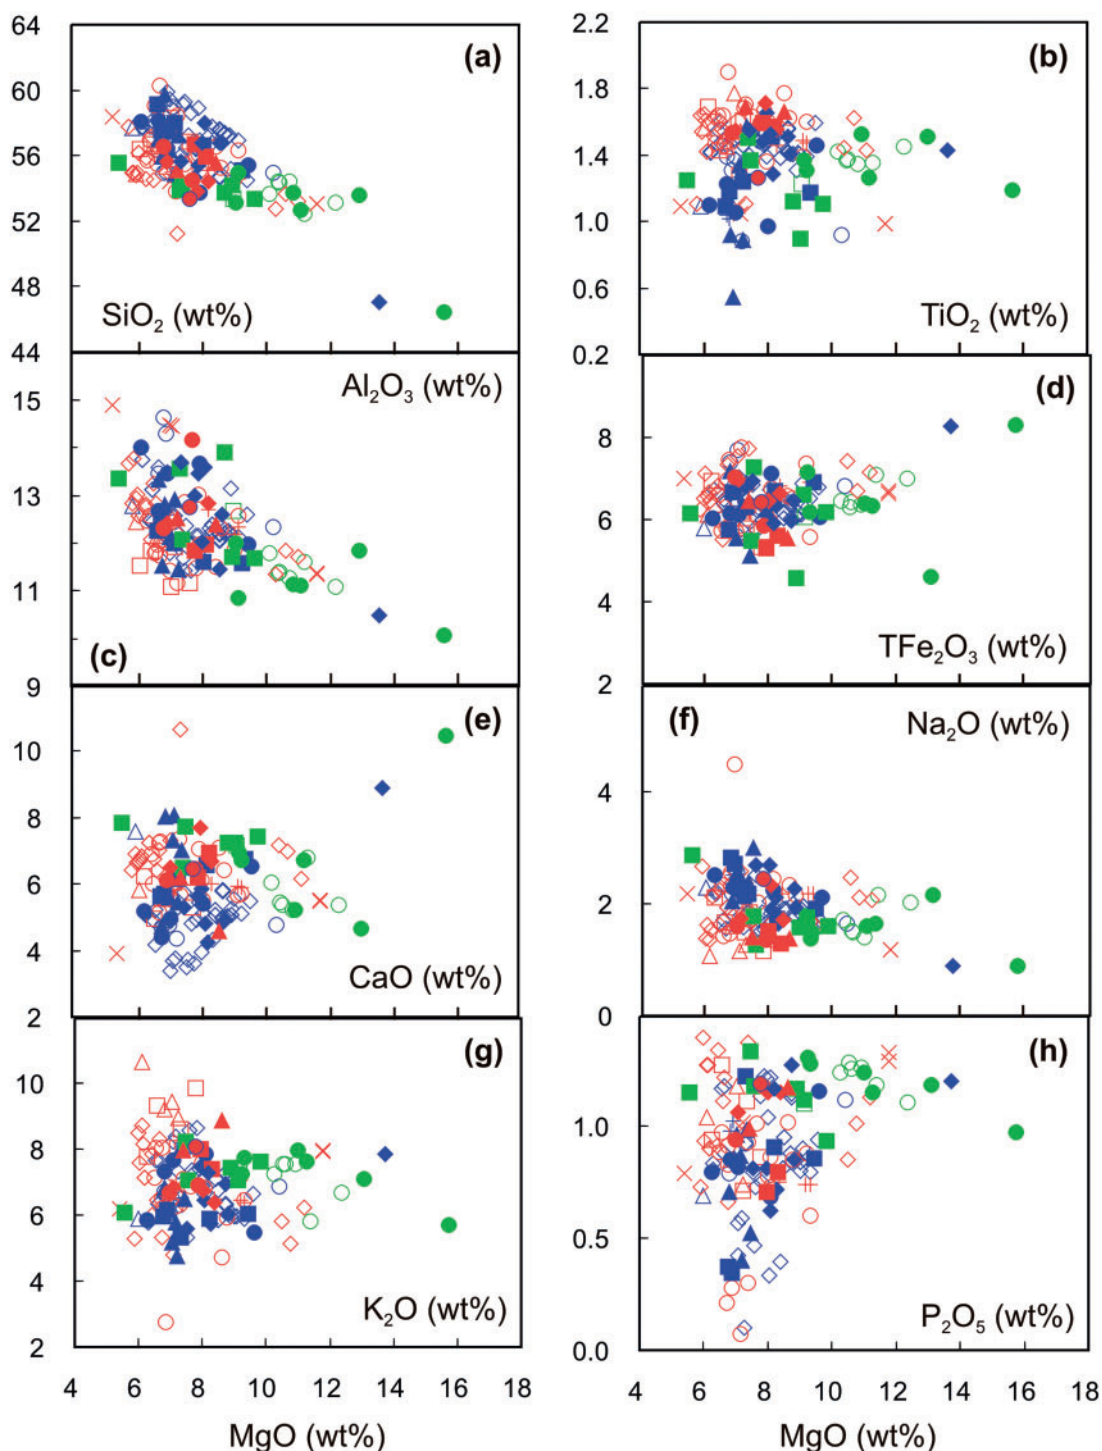 64
60
56
52
48
44
(a)
SiO₂ (wt%)
2.2
1.8
1.4
1.0
0.6
0.2
(b)
TiO₂ (wt%)
15
13
11
9
Al₂O₃ (wt%)
(c)
8
6
4
2
(d)
TFe₂O₃ (wt%)
10
8
6
4
2
(e)
CaO (wt%)
4
2
0
(f)
Na₂O (wt%)
10
8
6
4
2
(g)
K₂O (wt%)
1.0
0.5
0.0
(h)
P₂O₅ (wt%)
4 6 8 10 12 14 16 18
MgO (wt%)
4 6 8 10 12 14 16 18
MgO (wt%)